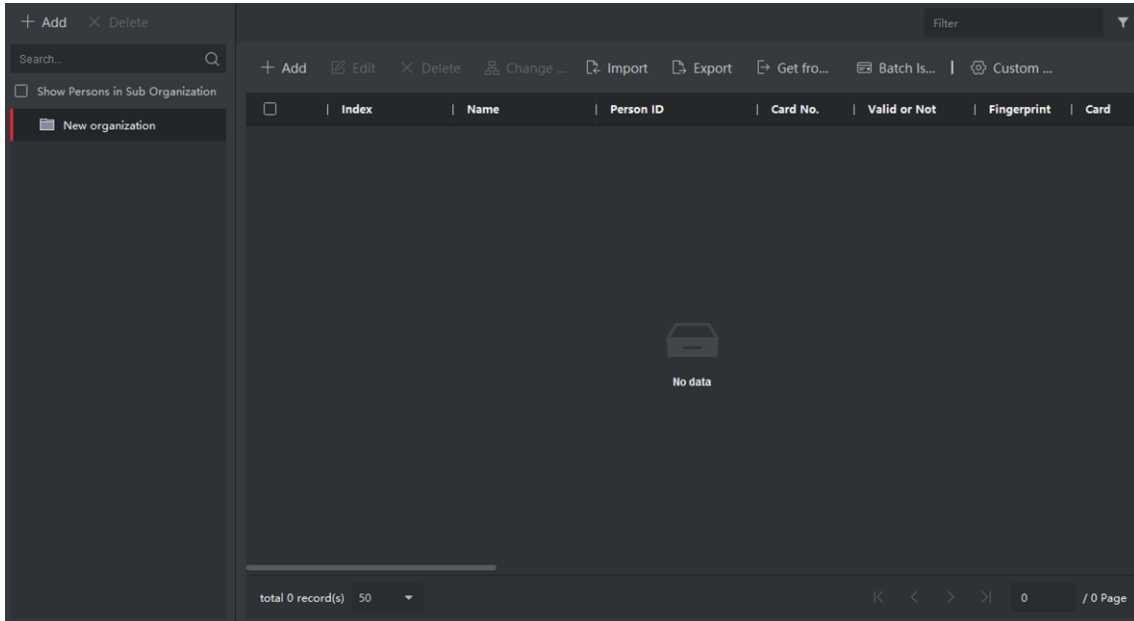 + Add × Delete
Search...
Show Persons in Sub Organization
New organization
Filter
+ Add Edit × Delete Change ... Import Export Get fro... Batch Is... | Custom ...
Index Name Person ID Card No. Valid or Not Fingerprint Card
No data
total 0 record(s) 50 0 / 0 Page